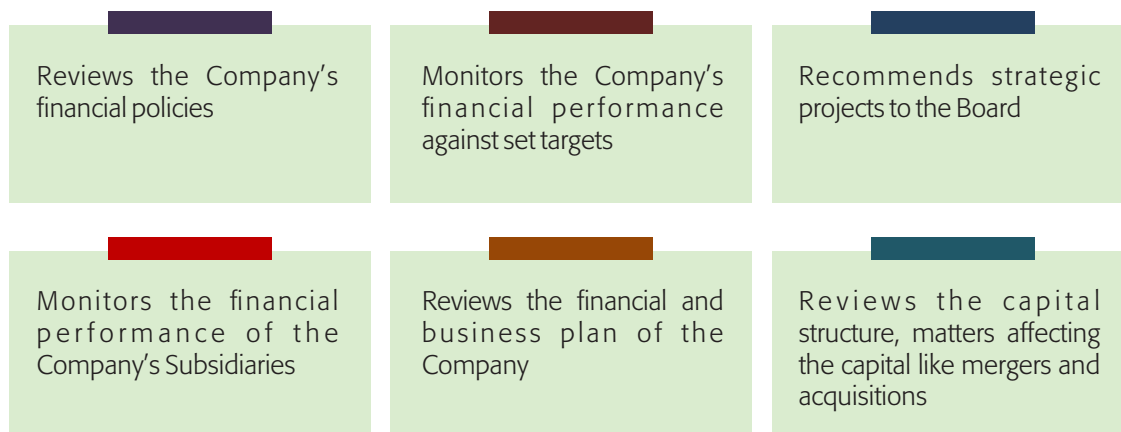 Reviews the Company’s
financial policies
Monitors the Company’s
financial performance
against set targets
Recommends strategic
projects to the Board
Monitors the financial
performance of the
Company’s Subsidiaries
Reviews the financial and
business plan of the
Company
Reviews the capital
structure, matters affecting
the capital like mergers and
acquisitions